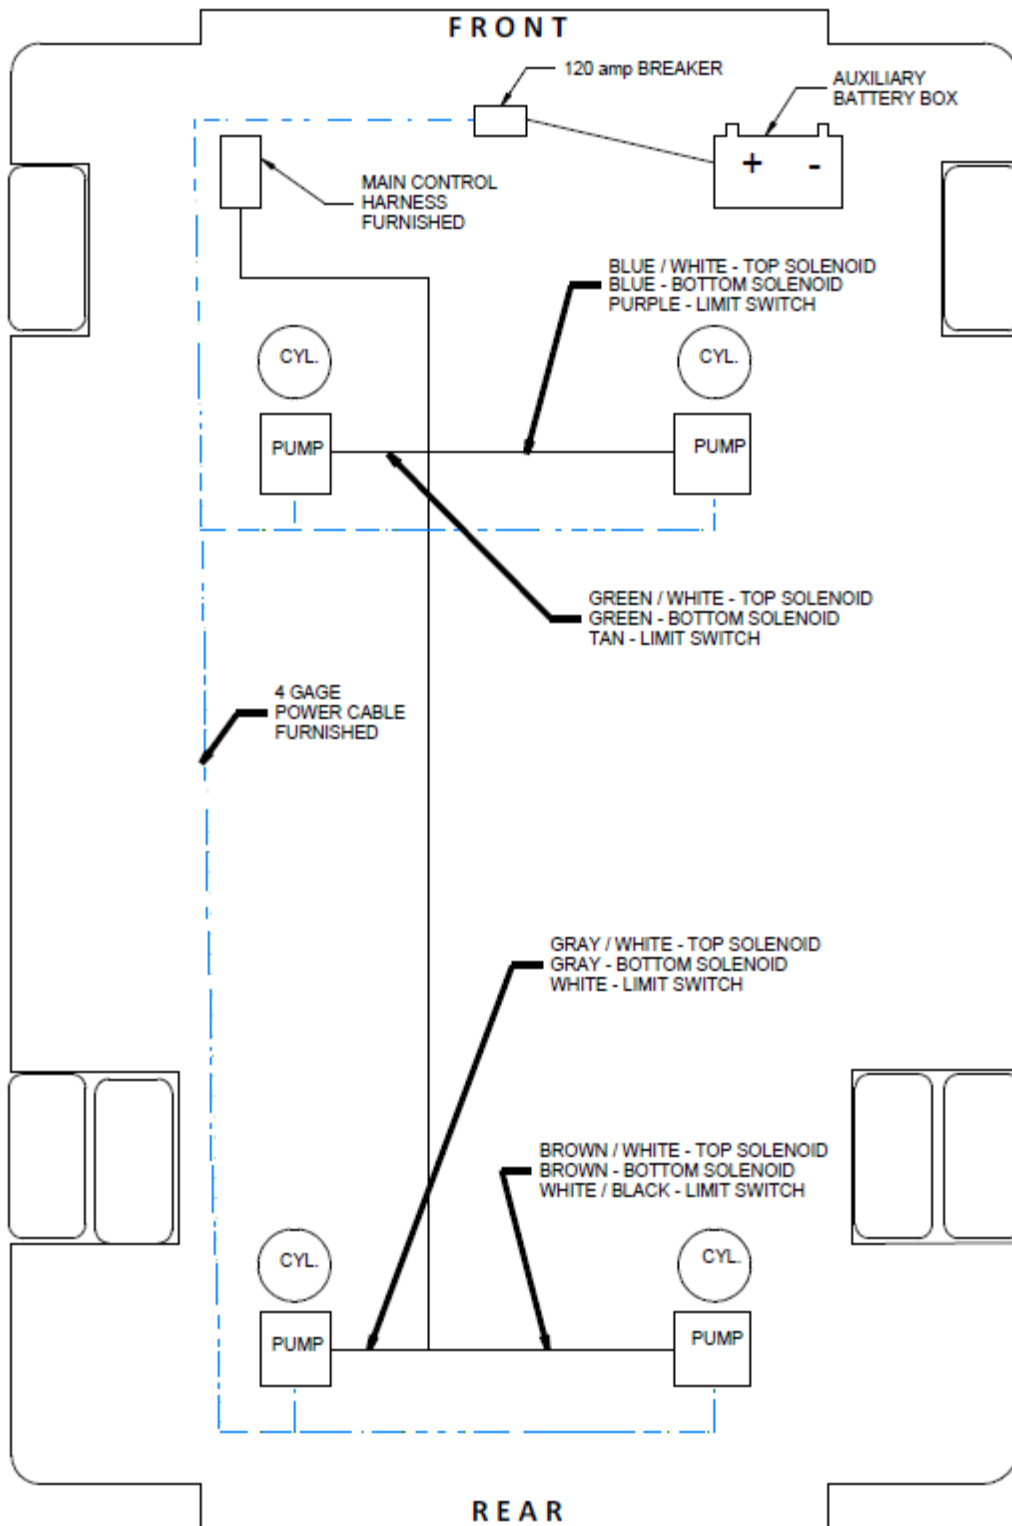 FRONT
120 amp BREAKER
AUXILIARY
BATTERY BOX
+ -
MAIN CONTROL
HARNESS
FURNISHED
BLUE / WHITE - TOP SOLENOID
BLUE - BOTTOM SOLENOID
PURPLE - LIMIT SWITCH
CYL.
CYL.
PUMP
PUMP
GREEN / WHITE - TOP SOLENOID
GREEN - BOTTOM SOLENOID
TAN - LIMIT SWITCH
4 GAGE
POWER CABLE
FURNISHED
GRAY / WHITE - TOP SOLENOID
GRAY - BOTTOM SOLENOID
WHITE - LIMIT SWITCH
BROWN / WHITE - TOP SOLENOID
BROWN - BOTTOM SOLENOID
WHITE / BLACK - LIMIT SWITCH
CYL.
CYL.
PUMP
PUMP
REAR